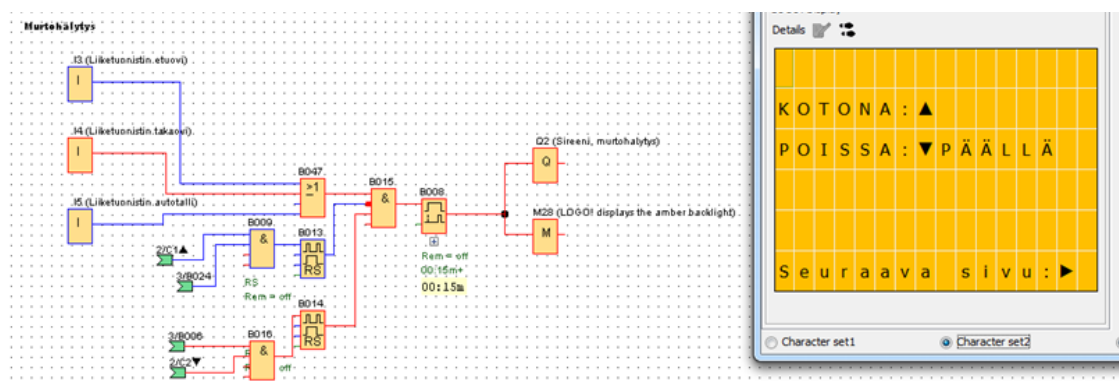 Murtohälytys
I3 (Liiketunnistin.etuovi)
I
I4 (Liiketunnistin.takaovi)
I
I5 (Liiketunnistin.autotalli)
I
2/C1▲
3/B024
B009
&
RS
Rem = off
B013
RS
B047
>1
B015
&
B008
Rem = off
00:15m+
00:15m
Q2 (Sireeni, murtohalytys)
Q
M28 (LOGO! displays the amber backlight)
M
B014
RS
3/B006
2/C2▼
B016
&
off
Details
KOTONA:▲
POISSA:▼PÄÄLLÄ
Seuraava sivu:►
Character set1
Character set2